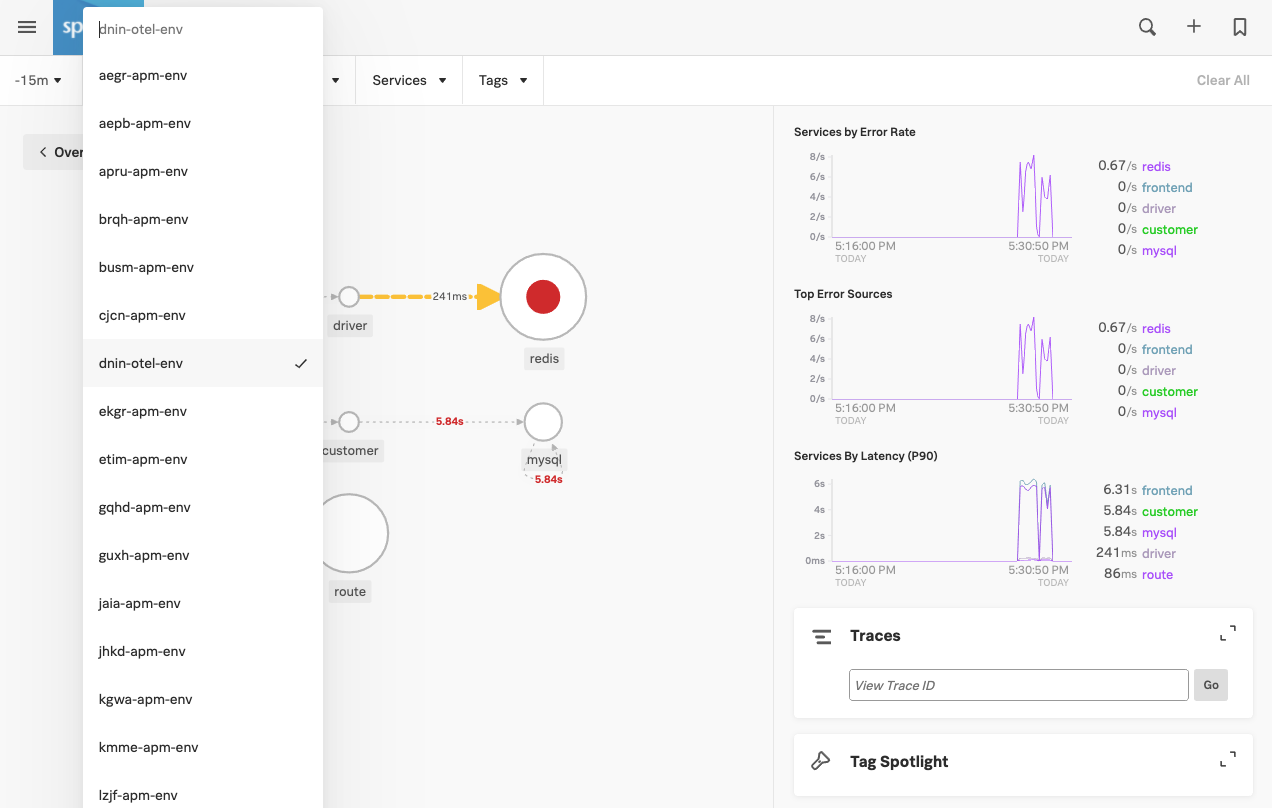 sp
dnin-otel-env
aegr-apm-env
aepb-apm-env
apru-apm-env
brqh-apm-env
busm-apm-env
cjcn-apm-env
dnin-otel-env
ekgr-apm-env
etim-apm-env
gqhd-apm-env
guxh-apm-env
jaia-apm-env
jhkd-apm-env
kgwa-apm-env
kmme-apm-env
lzjf-apm-env
-15m
Services
Tags
Clear All
Over
driver
241ms
redis
customer
5.84s
mysql
5.84s
route
Services by Error Rate
8/s
6/s
4/s
2/s
0/s
5:16:00 PM
TODAY
5:30:50 PM
TODAY
0.67/s redis
0/s frontend
0/s driver
0/s customer
0/s mysql
Top Error Sources
8/s
6/s
4/s
2/s
0/s
5:16:00 PM
TODAY
5:30:50 PM
TODAY
0.67/s redis
0/s frontend
0/s driver
0/s customer
0/s mysql
Services By Latency (P90)
6s
4s
2s
0ms
5:16:00 PM
TODAY
5:30:50 PM
TODAY
6.31s frontend
5.84s customer
5.84s mysql
241ms driver
86ms route
Traces
View Trace ID
Go
Tag Spotlight